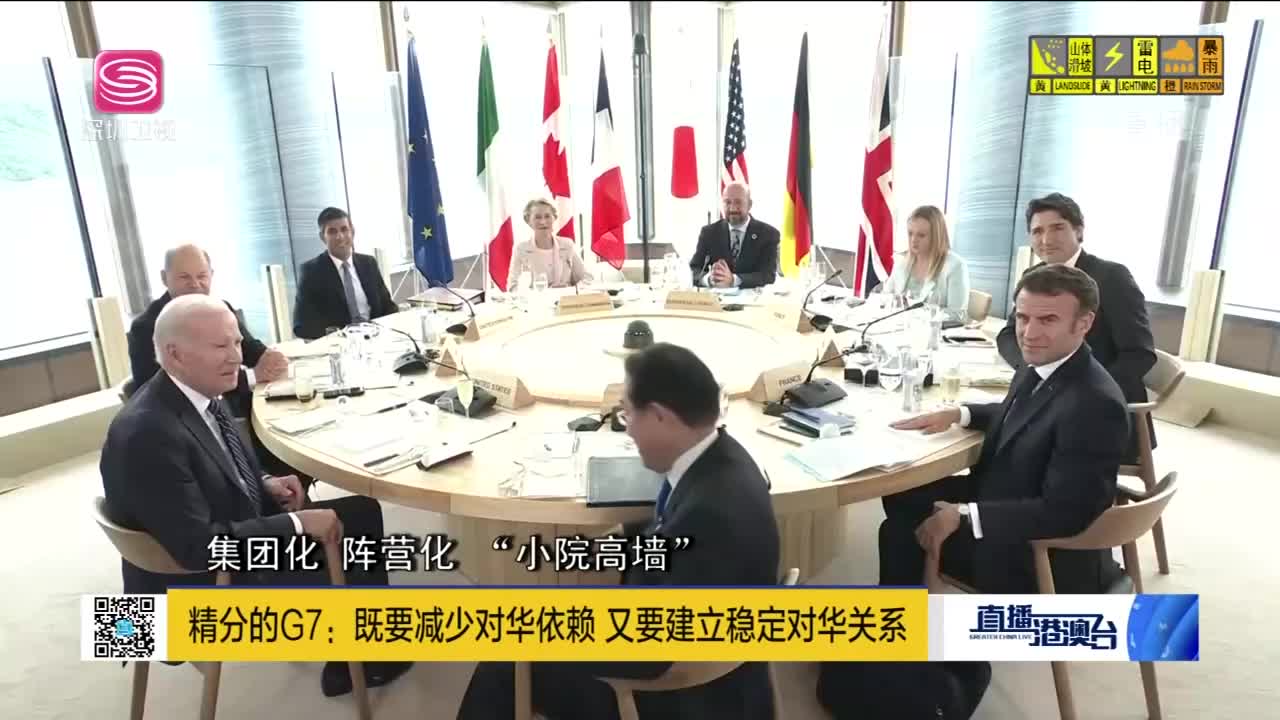 深圳卫视
山体滑坡
黄
LANDSLIDE
雷电
黄
LIGHTNING
暴雨
橙
RAIN STORM
UNITED STATES
FRANCE
ITALY
集团化 阵营化 “小院高墙”
精分的G7：既要减少对华依赖 又要建立稳定对华关系
直播港澳台
GREATER CHINA LIVE